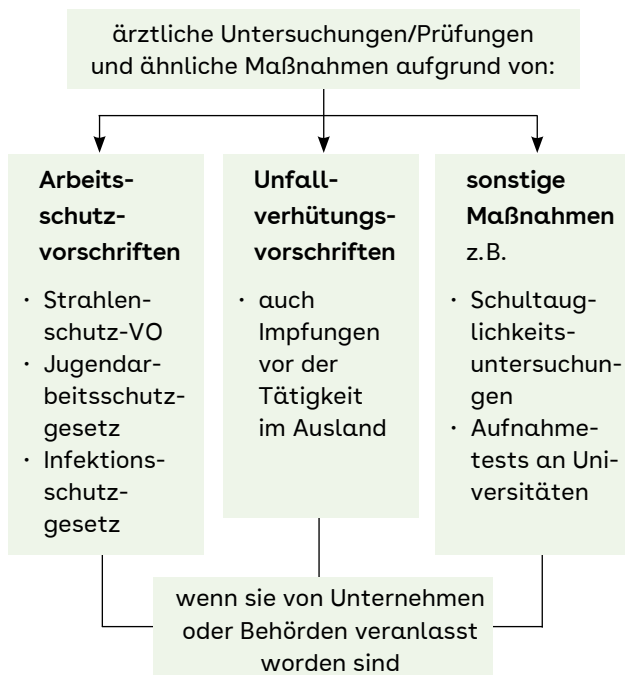 ärztliche Untersuchungen/Prüfungen
und ähnliche Maßnahmen aufgrund von:
Arbeits-
schutz-
vorschriften
· Strahlen-
schutz-VO
· Jugendar-
beitsschutz-
gesetz
· Infektions-
schutz-
gesetz
Unfall-
verhütungs-
vorschriften
· auch
Impfungen
vor der
Tätigkeit
im Ausland
sonstige
Maßnahmen
z.B.
· Schultaug-
lichkeits-
untersuchun-
gen
· Aufnahme-
tests an Uni-
versitäten
wenn sie von Unternehmen
oder Behörden veranlasst
worden sind